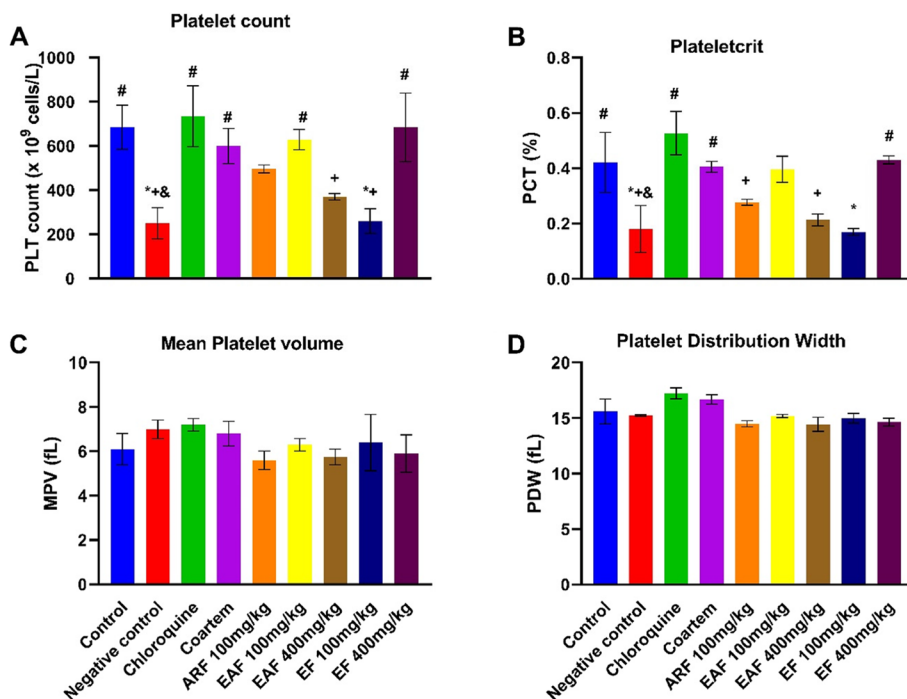 A
Platelet count
PLT count (x 10⁹ cells/L)
1000
800
600
400
200
0
#
*+&
#
#
#
+
*+
#
B
Plateletcrit
PCT (%)
0.8
0.6
0.4
0.2
0.0
#
*+&
#
#
+
+
*
#
C
Mean Platelet volume
MPV (fL)
10
8
6
4
2
0
Control
Negative control
Chloroquine
Coartem
ARF 100mg/kg
EAF 100mg/kg
EAF 400mg/kg
EF 100mg/kg
EF 400mg/kg
D
Platelet Distribution Width
PDW (fL)
20
15
10
5
0
Control
Negative control
Chloroquine
Coartem
ARF 100mg/kg
EAF 100mg/kg
EAF 400mg/kg
EF 100mg/kg
EF 400mg/kg